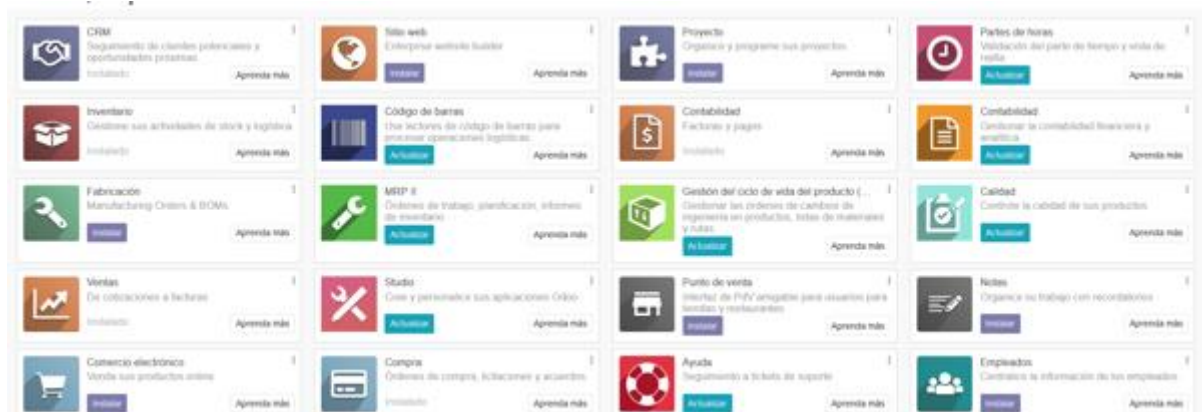 CRM
Seguimiento de clientes potenciales y
oportunidades próximas
Instalado
Aprenda más
Sitio web
Enterprise website builder
Instalar
Aprenda más
Proyecto
Organice y programe sus proyectos
Instalar
Aprenda más
Partes de horas
Validación del parte de tiempo y vista de
Actualizar
Aprenda más
Inventario
Gestione sus actividades de stock y logística
Instalado
Aprenda más
Código de barras
Use lectores de código de barras para
procesar operaciones logísticas
Actualizar
Aprenda más
Contabilidad
Facturas y pagos
Instalado
Aprenda más
Contabilidad
Gestionar la contabilidad financiera y
analítica
Actualizar
Aprenda más
Fabricación
Manufacturing Orders & BOMs
Instalar
Aprenda más
MRP II
Órdenes de trabajo, planificación, informes
de inventario
Actualizar
Aprenda más
Gestión del ciclo de vida del producto (...
Gestionar las órdenes de cambios de
ingeniería en productos, listas de materiales
y rutas
Actualizar
Aprenda más
Calidad
Controle la calidad de sus productos
Actualizar
Aprenda más
Ventas
De cotizaciones a facturas
Instalado
Aprenda más
Studio
Cree y personalice sus aplicaciones Odoo
Actualizar
Aprenda más
Punto de venta
Interfaz de PdV amigable para usuarios para
tiendas y restaurantes
Instalar
Aprenda más
Notas
Organice su trabajo con recordatorios
Instalar
Aprenda más
Comercio electrónico
Venda sus productos online
Instalar
Aprenda más
Compra
Órdenes de compra, licitaciones y acuerdos
Instalado
Aprenda más
Ayuda
Seguimiento a tickets de soporte
Actualizar
Aprenda más
Empleados
Centralice la información de los empleados
Instalar
Aprenda más